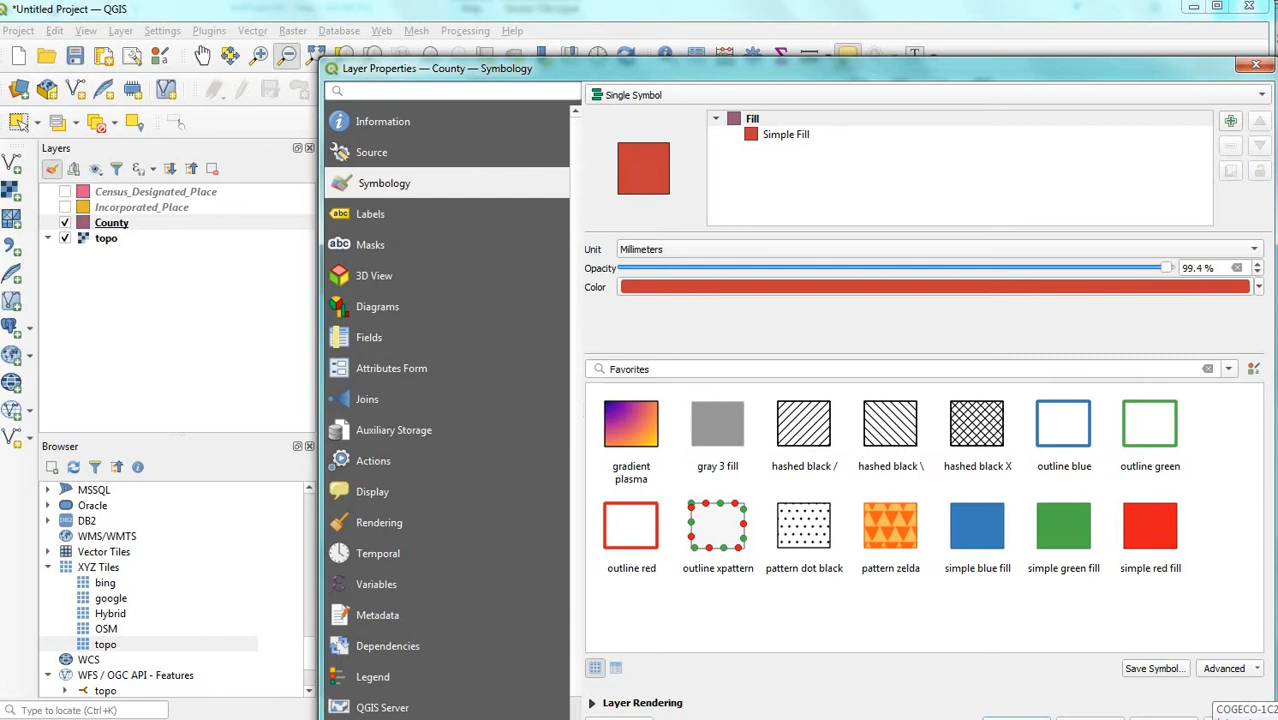 *Untitled Project — QGIS
Project Edit View Layer Settings Plugins Vector Raster Database Web Mesh Processing Help
Layer Properties — County — Symbology
Layers
Census_Designated_Place
Incorporated_Place
County
topo
Browser
MSSQL
Oracle
DB2
WMS/WMTS
Vector Tiles
XYZ Tiles
bing
google
Hybrid
OSM
topo
WCS
WFS / OGC API - Features
topo
Type to locate (Ctrl+K)
Information
Source
Symbology
abc Labels
abc Masks
3D View
Diagrams
Fields
Attributes Form
Joins
Auxiliary Storage
Actions
Display
Rendering
Temporal
Variables
Metadata
Dependencies
Legend
QGIS Server
Single Symbol
Fill
Simple Fill
Unit Millimeters
Opacity 99.4 %
Color
Favorites
gradient plasma
gray 3 fill
hashed black /
hashed black \
hashed black X
outline blue
outline green
outline red
outline xpattern
pattern dot black
pattern zelda
simple blue fill
simple green fill
simple red fill
Save Symbol...
Advanced
Layer Rendering
COGECO-1C2